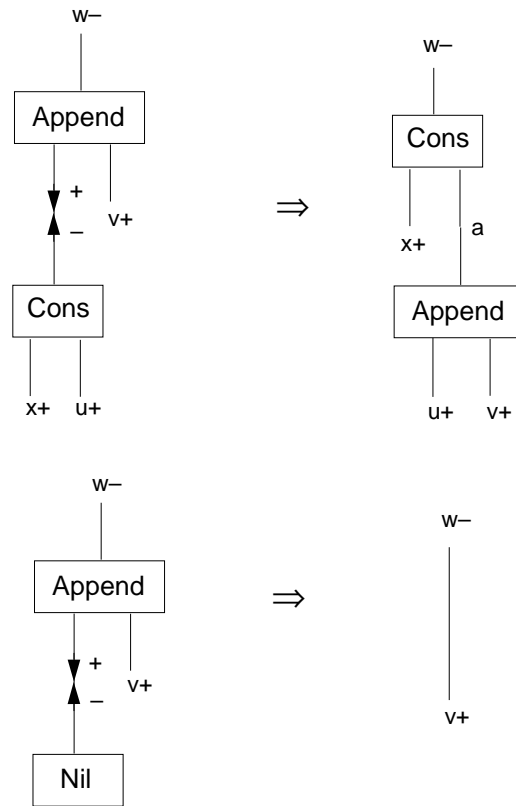 w–
Append
+
v+
–
Cons
x+ u+
⇒
w–
Cons
x+
a
Append
u+ v+
w–
Append
+
v+
–
Nil
⇒
w–
v+